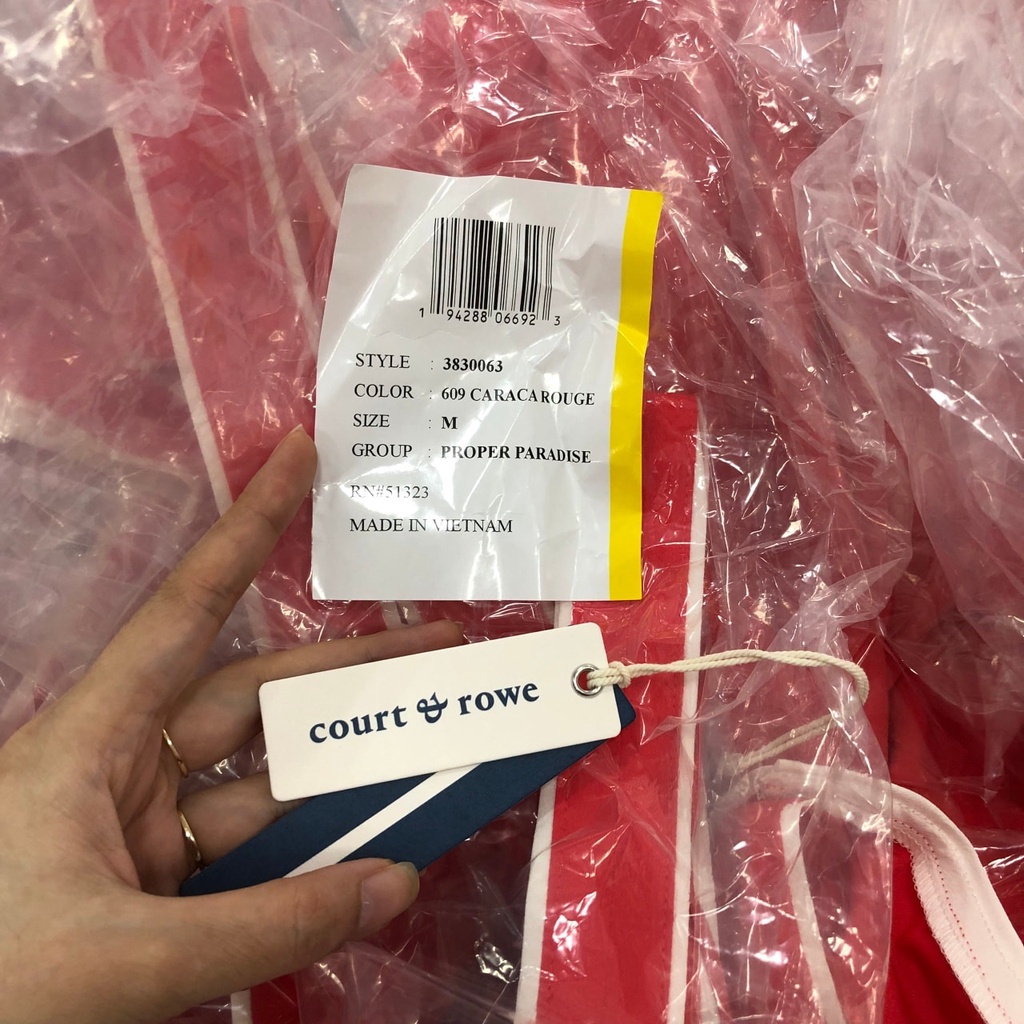 1 94288 06692 3
STYLE : 3830063
COLOR : 609 CARACA ROUGE
SIZE : M
GROUP : PROPER PARADISE
RN#51323
MADE IN VIETNAM
court & rowe